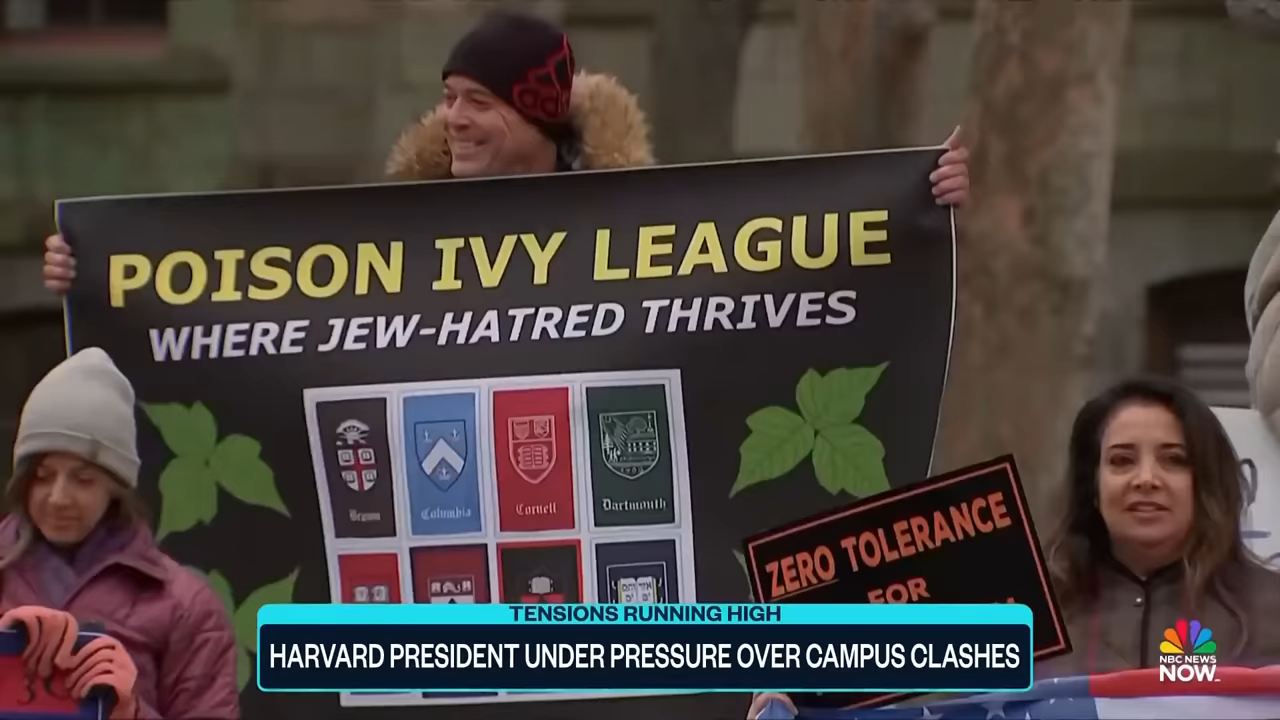 adidas
POISON IVY LEAGUE
WHERE JEW-HATRED THRIVES
Brown
Columbia
Cornell
Dartmouth
ZERO TOLERANCE
FOR
TENSIONS RUNNING HIGH
HARVARD PRESIDENT UNDER PRESSURE OVER CAMPUS CLASHES
NBC NEWS
NOW